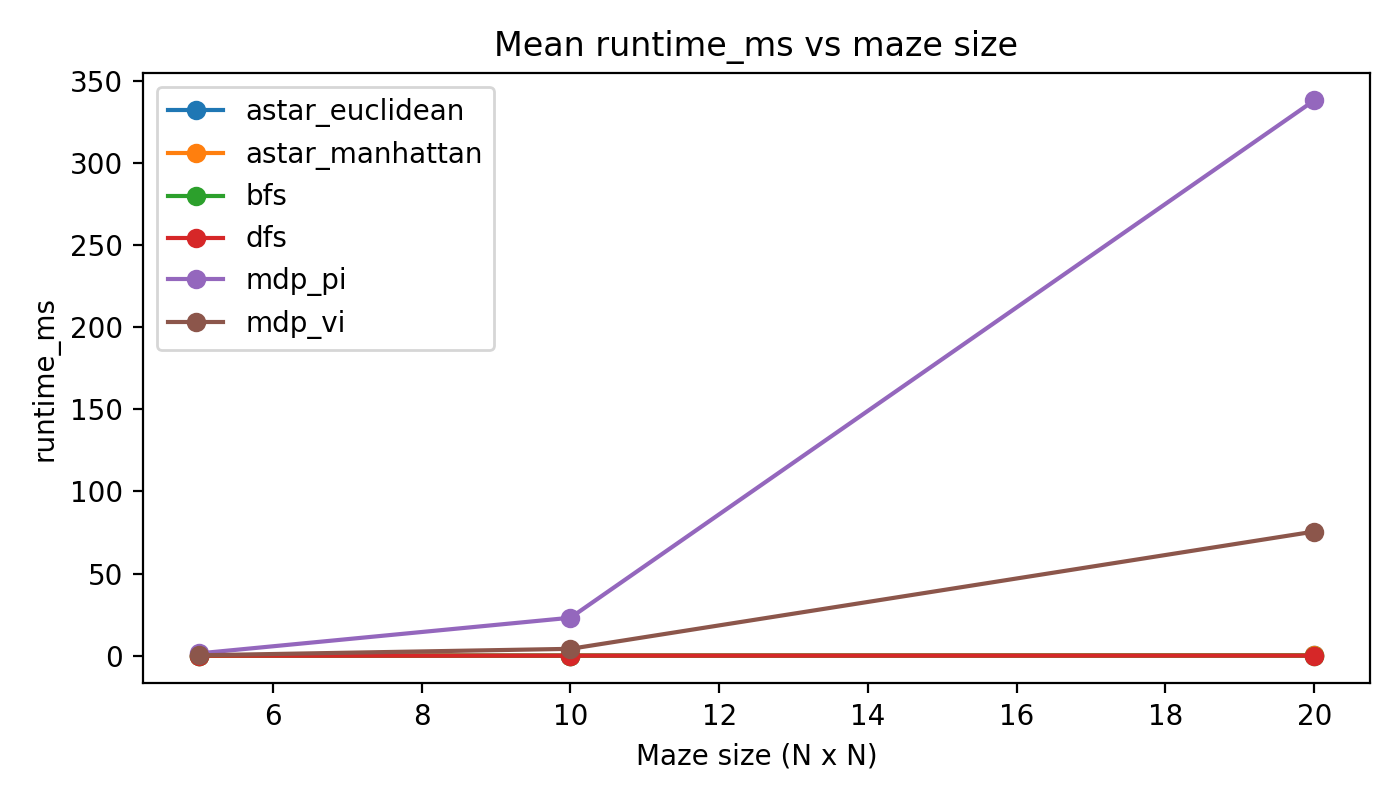 Mean runtime_ms vs maze size
350
300
250
200
150
100
50
0
runtime_ms
astar_euclidean
astar_manhattan
bfs
dfs
mdp_pi
mdp_vi
6 8 10 12 14 16 18 20
Maze size (N x N)